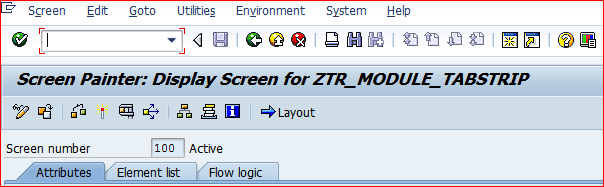 Screen Edit Goto Utilities Environment System Help
Screen Painter: Display Screen for ZTR_MODULE_TABSTRIP
Layout
Screen number 100 Active
Attributes Element list Flow logic